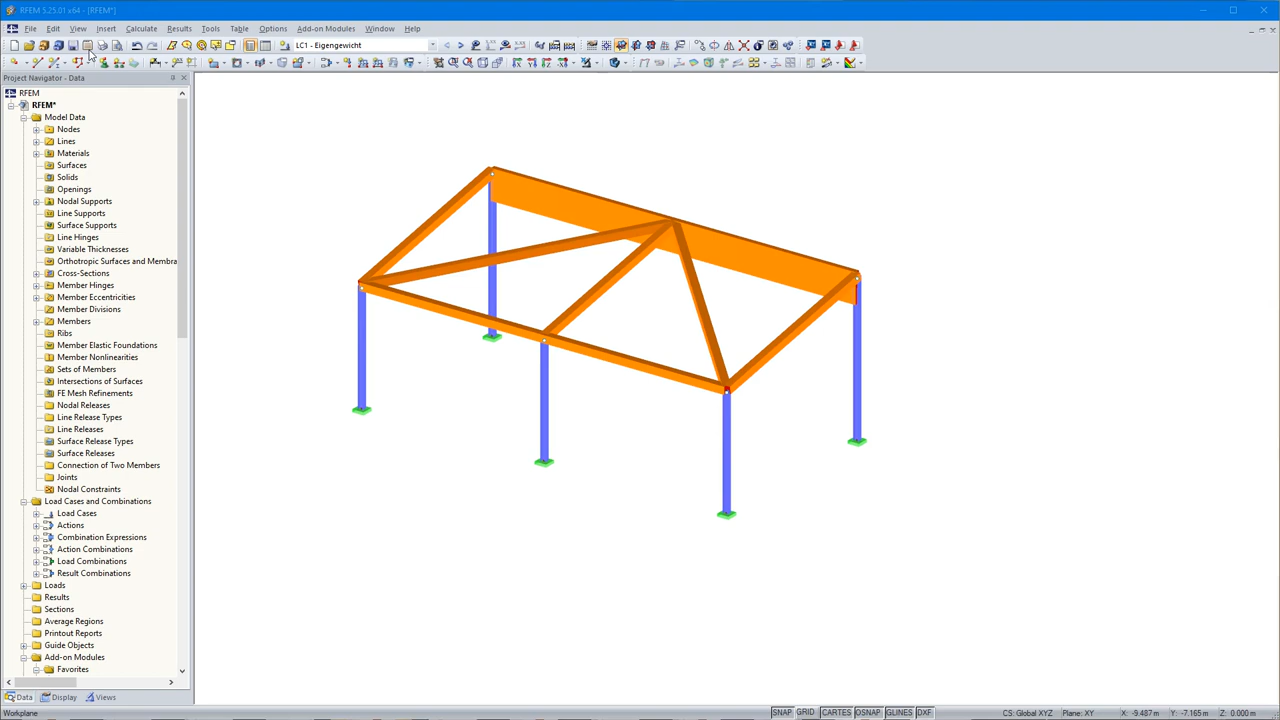 RFEM 5.25.01 x64 - [RFEM*]
File Edit View Insert Calculate Results Tools Table Options Add-on Modules Window Help
LC1 - Eigengewicht
Project Navigator - Data
RFEM
RFEM*
Model Data
Nodes
Lines
Materials
Surfaces
Solids
Openings
Nodal Supports
Line Supports
Surface Supports
Line Hinges
Variable Thicknesses
Orthotropic Surfaces and Membra
Cross-Sections
Member Hinges
Member Eccentricities
Member Divisions
Members
Ribs
Member Elastic Foundations
Member Nonlinearities
Sets of Members
Intersections of Surfaces
FE Mesh Refinements
Nodal Releases
Line Release Types
Line Releases
Surface Release Types
Surface Releases
Connection of Two Members
Joints
Nodal Constraints
Load Cases and Combinations
Load Cases
Actions
Combination Expressions
Action Combinations
Load Combinations
Result Combinations
Loads
Results
Sections
Average Regions
Printout Reports
Guide Objects
Add-on Modules
Favorites
Data Display Views
Workplane SNAP GRID CARTES OSNAP GLINES DXF CS: Global XYZ Plane: XY X: -9.487 m Y: -7.165 m Z: 0.000 m